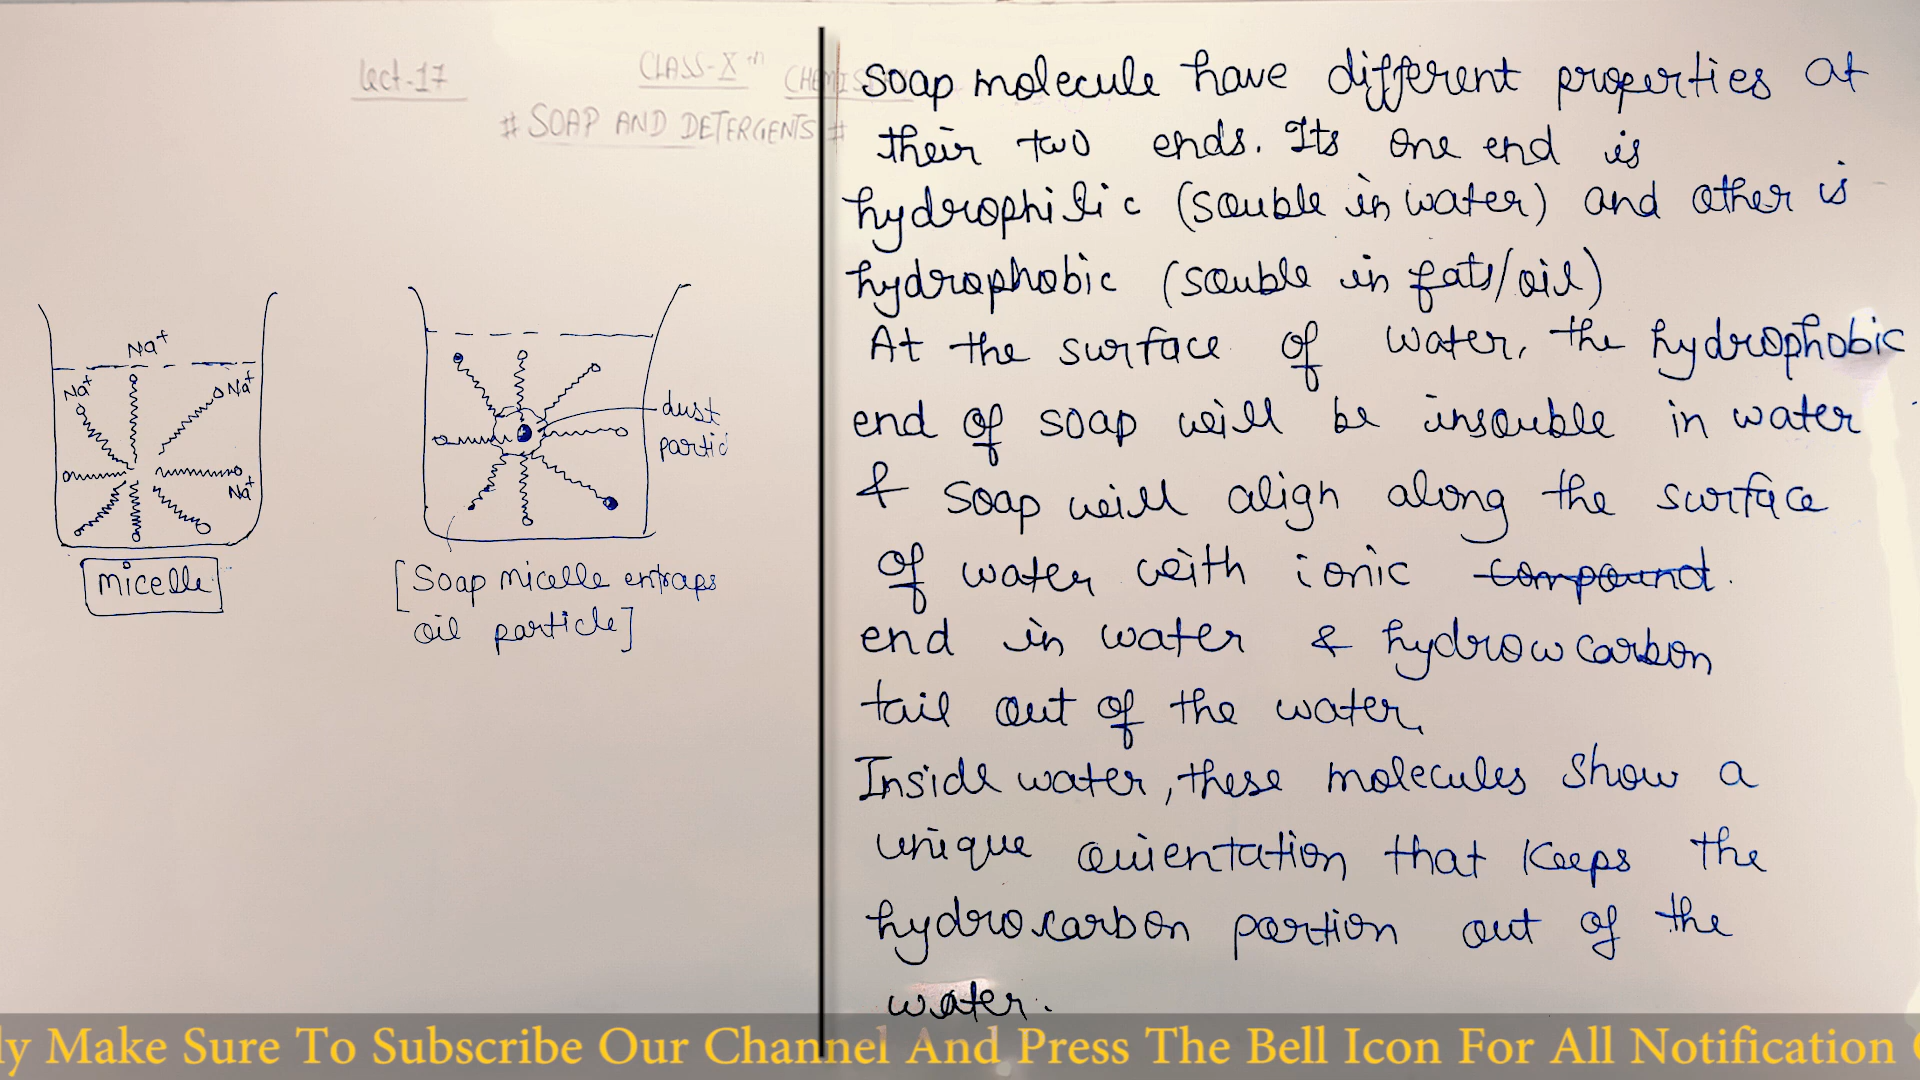 Lect-17
CLASS-Xth CHEMIS
# SOAP AND DETERGENTS #
Na+
Na+
Na+
Na+
micelle
dust
partic
[Soap micelle entraps
oil particle]
Soap molecule have different properties at
their two ends. Its one end is
hydrophilic (souble in water) and other is
hydrophobic (souble in fats/oil)
At the surface of water, the hydrophobic
end of soap will be insouble in water
& soap will align along the surface
of water with ionic compound.
end in water & hydrowcarbon
tail out of the water.
Inside water, these molecules show a
unique orientation that keeps the
hydrocarbon portion out of the
water.
ly Make Sure To Subscribe Our Channel And Press The Bell Icon For All Notification